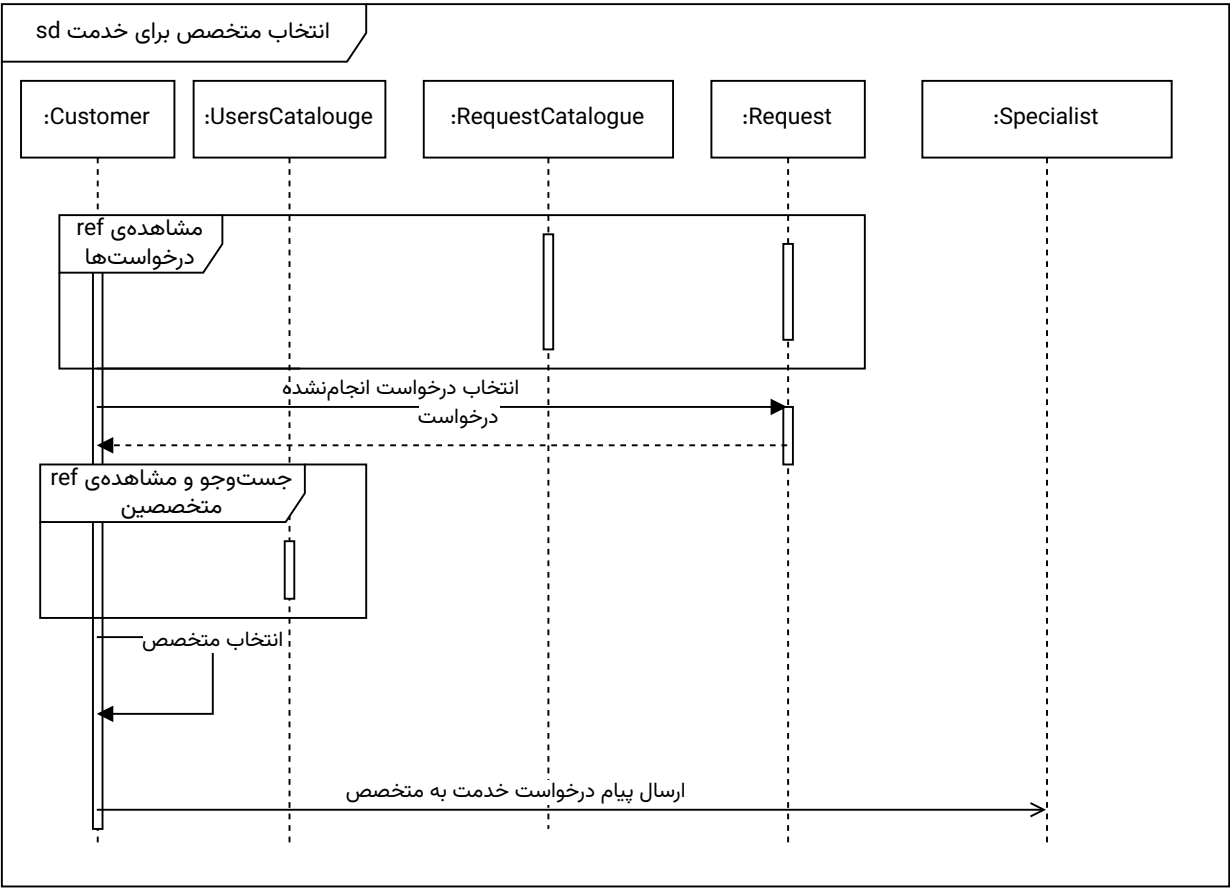 انتخاب متخصص برای خدمت sd
:Customer
:UsersCatalouge
:RequestCatalogue
:Request
:Specialist
مشاهده‌ی ref
درخواست‌ها
انتخاب درخواست انجام‌نشده
درخواست
جست‌وجو و مشاهده‌ی ref
متخصصین
انتخاب متخصص
ارسال پیام درخواست خدمت به متخصص